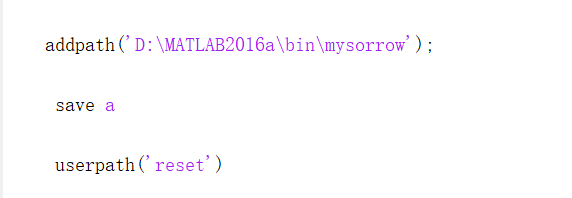 addpath('D:\MATLAB2016a\bin\mysorrow');
save a
userpath('reset')